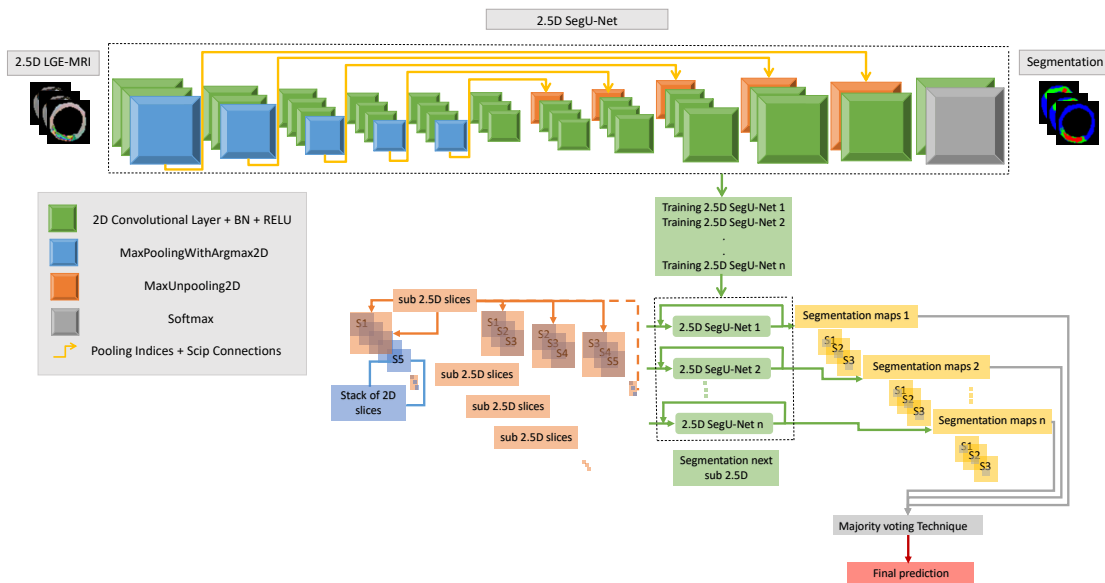 2.5D SegU-Net
2.5D LGE-MRI
Segmentation
2D Convolutional Layer + BN + RELU
MaxPoolingWithArgmax2D
MaxUnpooling2D
Softmax
Pooling Indices + Scip Connections
Training 2.5D SegU-Net 1
Training 2.5D SegU-Net 2
.
.
Training 2.5D SegU-Net n
sub 2.5D slices
S1
S5
Stack of 2D
slices
S1
S2
S3
S2
S3
S4
S3
S4
S5
sub 2.5D slices
sub 2.5D slices
sub 2.5D slices
2.5D SegU-Net 1
2.5D SegU-Net 2
2.5D SegU-Net n
Segmentation next
sub 2.5D
Segmentation maps 1
S1
S2
S3
Segmentation maps 2
S1
S2
S3
Segmentation maps n
S1
S2
S3
Majority voting Technique
Final prediction